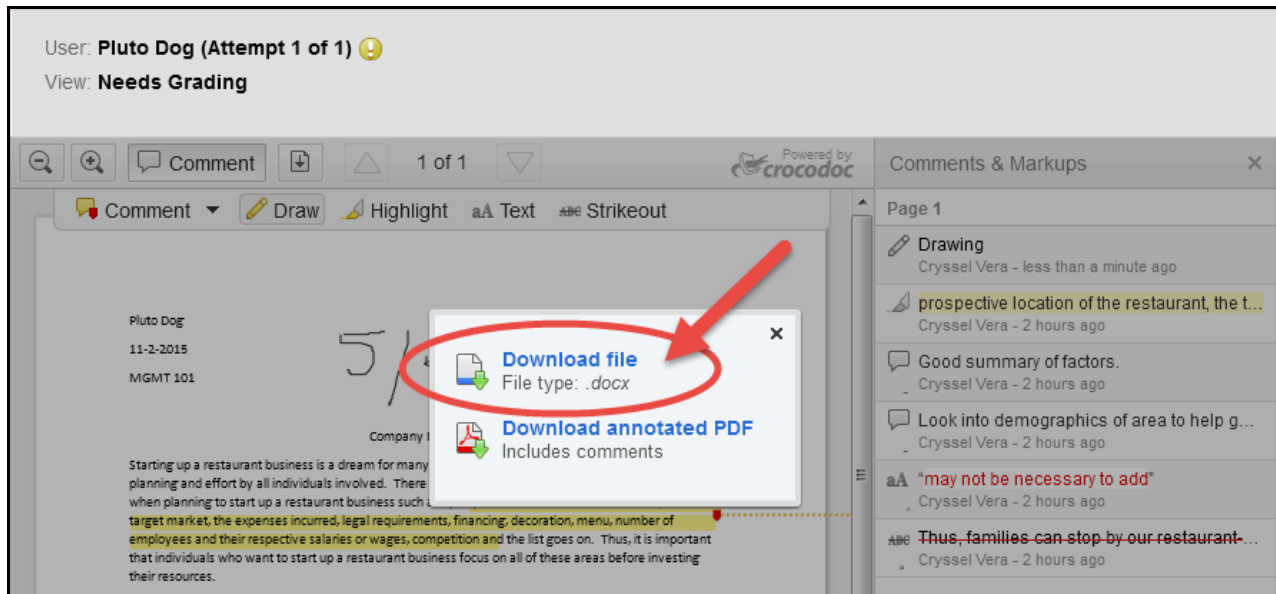 User: Pluto Dog (Attempt 1 of 1)
View: Needs Grading
Comment
1 of 1
Powered by
crocodoc
Comments & Markups
Comment
Draw
Highlight
aA Text
ABC Strikeout
Page 1
Drawing
Cryssel Vera - less than a minute ago
prospective location of the restaurant, the t...
Cryssel Vera - 2 hours ago
Good summary of factors.
Cryssel Vera - 2 hours ago
Look into demographics of area to help g...
Cryssel Vera - 2 hours ago
aA "may not be necessary to add"
Cryssel Vera - 2 hours ago
ABC Thus, families can stop by our restaurant-...
Cryssel Vera - 2 hours ago
Pluto Dog
11-2-2015
MGMT 101
5/
Download file
File type: .docx
Download annotated PDF
Includes comments
Company
Starting up a restaurant business is a dream for many
planning and effort by all individuals involved. There
when planning to start up a restaurant business such
target market, the expenses incurred, legal requirements, financing, decoration, menu, number of
employees and their respective salaries or wages, competition and the list goes on. Thus, it is important
that individuals who want to start up a restaurant business focus on all of these areas before investing
their resources.